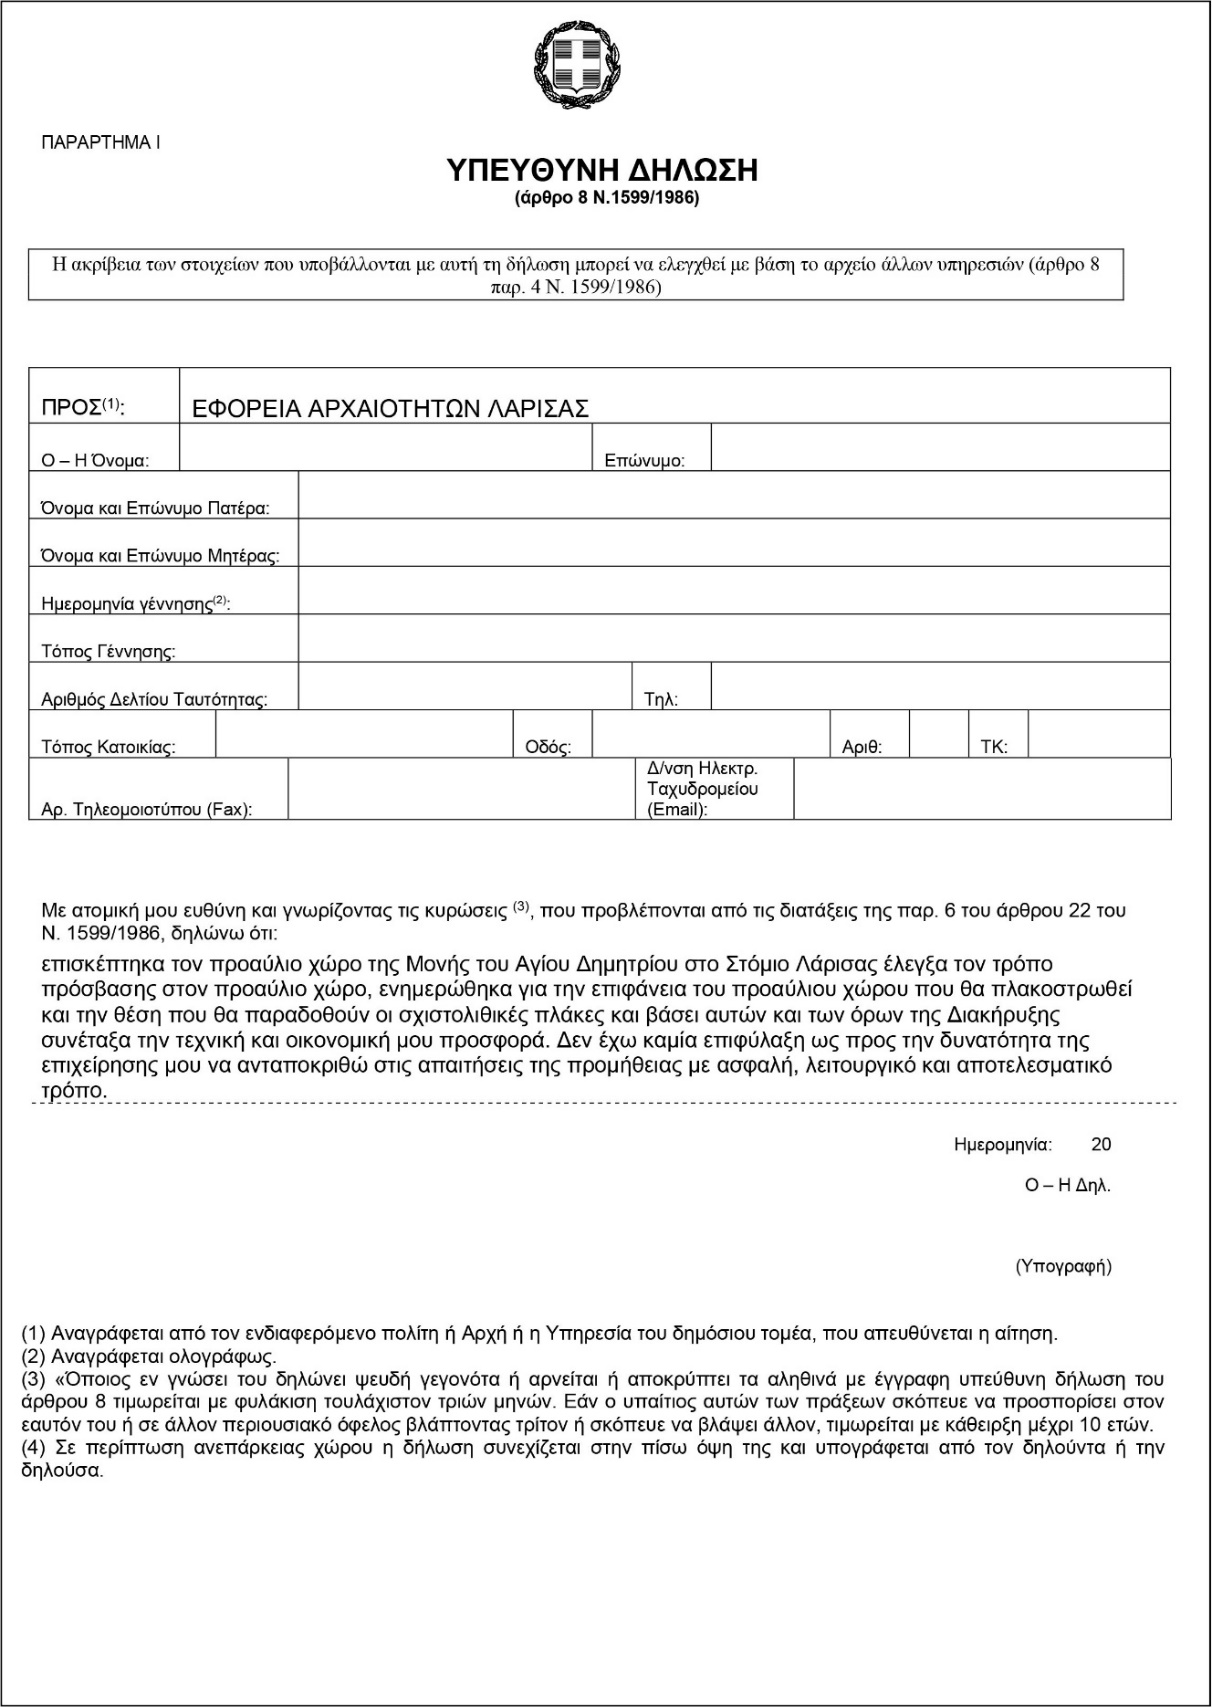 ΠΑΡΑΡΤΗΜΑ Ι
ΥΠΕΥΘΥΝΗ ΔΗΛΩΣΗ
(άρθρο 8 Ν.1599/1986)
Η ακρίβεια των στοιχείων που υποβάλλονται με αυτή τη δήλωση μπορεί να ελεγχθεί με βάση το αρχείο άλλων υπηρεσιών (άρθρο 8
παρ. 4 Ν. 1599/1986)
ΠΡΟΣ(1): ΕΦΟΡΕΙΑ ΑΡΧΑΙΟΤΗΤΩΝ ΛΑΡΙΣΑΣ
Ο – Η Όνομα: Επώνυμο:
Όνομα και Επώνυμο Πατέρα:
Όνομα και Επώνυμο Μητέρας:
Ημερομηνία γέννησης(2):
Τόπος Γέννησης:
Αριθμός Δελτίου Ταυτότητας: Τηλ:
Τόπος Κατοικίας: Οδός: Αριθ: ΤΚ:
Αρ. Τηλεομοιοτύπου (Fax): Δ/νση Ηλεκτρ.
Ταχυδρομείου
(Email):
Με ατομική μου ευθύνη και γνωρίζοντας τις κυρώσεις (3), που προβλέπονται από τις διατάξεις της παρ. 6 του άρθρου 22 του
Ν. 1599/1986, δηλώνω ότι:
επισκέπτηκα τον προαύλιο χώρο της Μονής του Αγίου Δημητρίου στο Στόμιο Λάρισας έλεγξα τον τρόπο
πρόσβασης στον προαύλιο χώρο, ενημερώθηκα για την επιφάνεια του προαύλιου χώρου που θα πλακοστρωθεί
και την θέση που θα παραδοθούν οι σχιστολιθικές πλάκες και βάσει αυτών και των όρων της Διακήρυξης
συνέταξα την τεχνική και οικονομική μου προσφορά. Δεν έχω καμία επιφύλαξη ως προς την δυνατότητα της
επιχείρησης μου να ανταποκριθώ στις απαιτήσεις της προμήθειας με ασφαλή, λειτουργικό και αποτελεσματικό
τρόπο.
Ημερομηνία: 20
Ο – Η Δηλ.
(Υπογραφή)
(1) Αναγράφεται από τον ενδιαφερόμενο πολίτη ή Αρχή ή η Υπηρεσία του δημόσιου τομέα, που απευθύνεται η αίτηση.
(2) Αναγράφεται ολογράφως.
(3) «Όποιος εν γνώσει του δηλώνει ψευδή γεγονότα ή αρνείται ή αποκρύπτει τα αληθινά με έγγραφη υπεύθυνη δήλωση του
άρθρου 8 τιμωρείται με φυλάκιση τουλάχιστον τριών μηνών. Εάν ο υπαίτιος αυτών των πράξεων σκόπευε να προσπορίσει στον
εαυτόν του ή σε άλλον περιουσιακό όφελος βλάπτοντας τρίτον ή σκόπευε να βλάψει άλλον, τιμωρείται με κάθειρξη μέχρι 10 ετών.
(4) Σε περίπτωση ανεπάρκειας χώρου η δήλωση συνεχίζεται στην πίσω όψη της και υπογράφεται από τον δηλούντα ή την
δηλούσα.